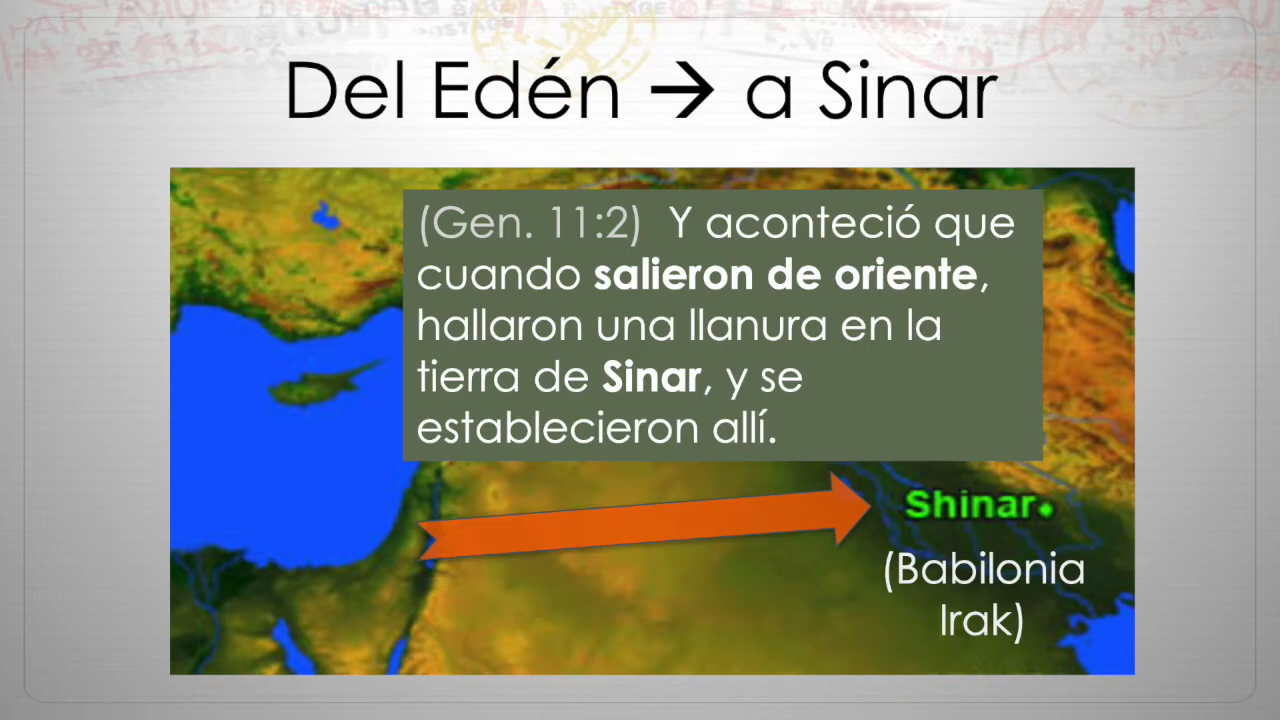 Del Edén → a Sinar
(Gen. 11:2) Y aconteció que
cuando salieron de oriente,
hallaron una llanura en la
tierra de Sinar, y se
establecieron allí.
Shinar
(Babilonia
Irak)